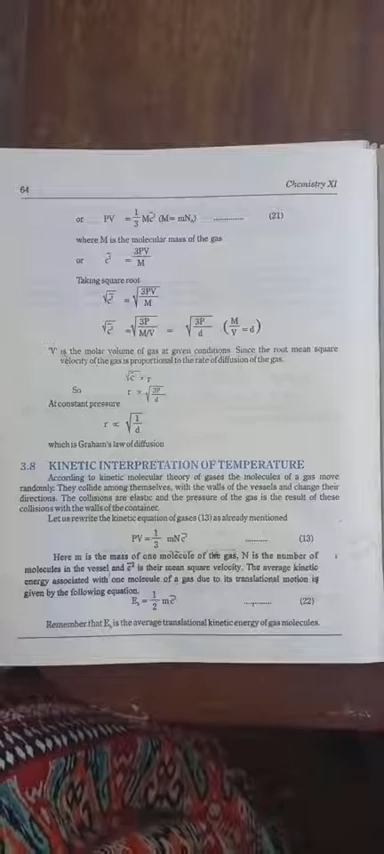 64 Chemistry XI
or PV = 1/3 Mc̄² (M= mNₐ) ............ (21)
where M is the molecular mass of the gas
or c̄² = 3PV/M
Taking square root
√c̄² = √(3PV/M)
√c̄² = √(3P/(M/V)) = √(3P/d) (M/V = d)
'V' is the molar volume of gas at given conditions. Since the root mean square
velocity of the gas is proportional to the rate of diffusion of the gas.
√c̄² ∝ r
So r ∝ √(3P/d)
At constant pressure
r ∝ √(1/d)
which is Graham's law of diffusion
3.8 KINETIC INTERPRETATION OF TEMPERATURE
According to kinetic molecular theory of gases the molecules of a gas move
randomly. They collide among themselves, with the walls of the vessels and change their
directions. The collisions are elastic and the pressure of the gas is the result of these
collisions with the walls of the container.
Let us rewrite the kinetic equation of gases (13) as already mentioned
PV = 1/3 mNc̄² .......... (13)
Here m is the mass of one molecule of the gas, N is the number of
molecules in the vessel and c̄² is their mean square velocity. The average kinetic
energy associated with one molecule of a gas due to its translational motion is
given by the following equation.
Eₖ = 1/2 mc̄² .......... (22)
Remember that Eₖ is the average translational kinetic energy of gas molecules.